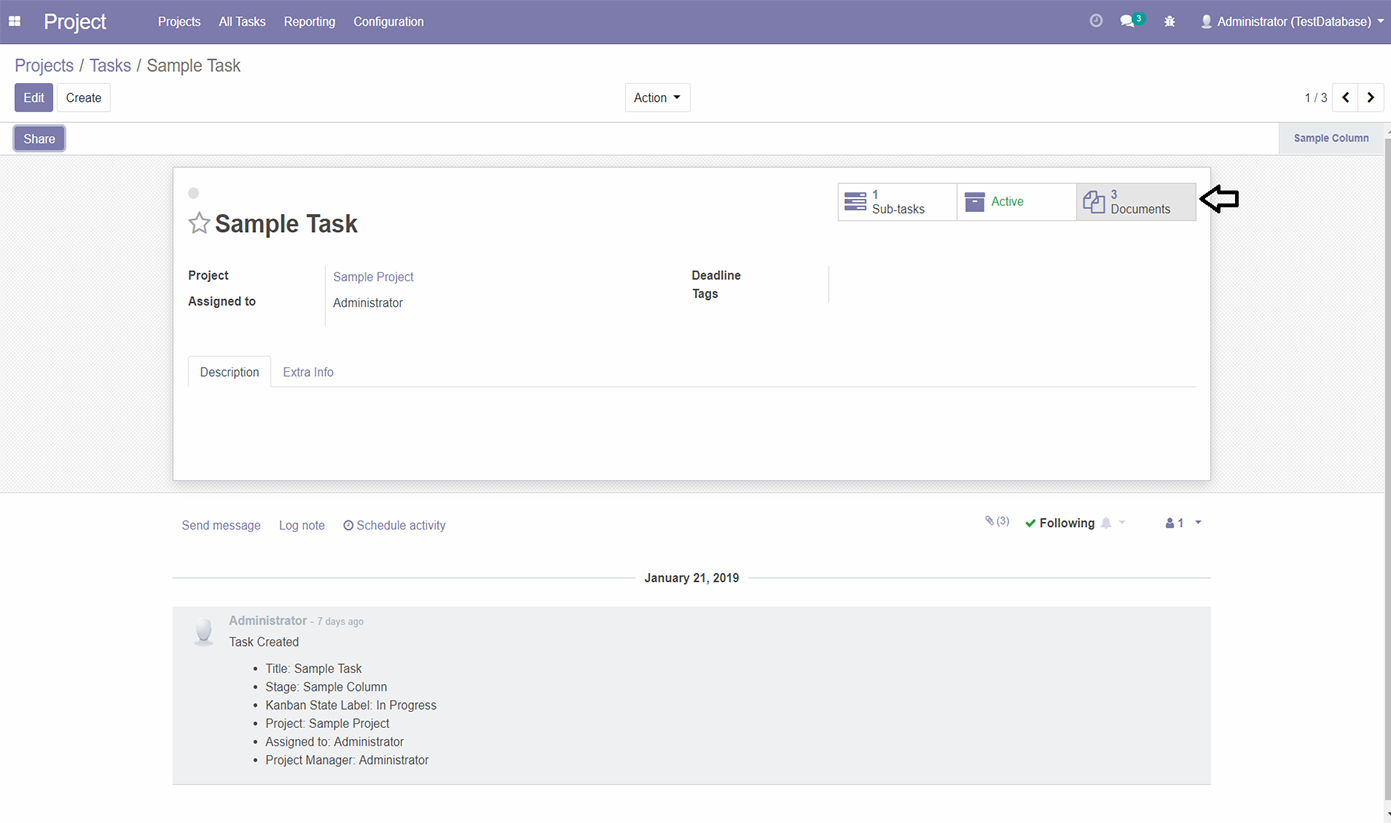 Project Projects All Tasks Reporting Configuration 3 Administrator (TestDatabase)
Projects / Tasks / Sample Task
Edit Create Action 1 / 3
Share Sample Column
1 Sub-tasks Active 3 Documents
Sample Task
Project Sample Project Deadline
Assigned to Administrator Tags
Description Extra Info
Send message Log note Schedule activity (3) Following 1
January 21, 2019
Administrator - 7 days ago
Task Created
• Title: Sample Task
• Stage: Sample Column
• Kanban State Label: In Progress
• Project: Sample Project
• Assigned to: Administrator
• Project Manager: Administrator